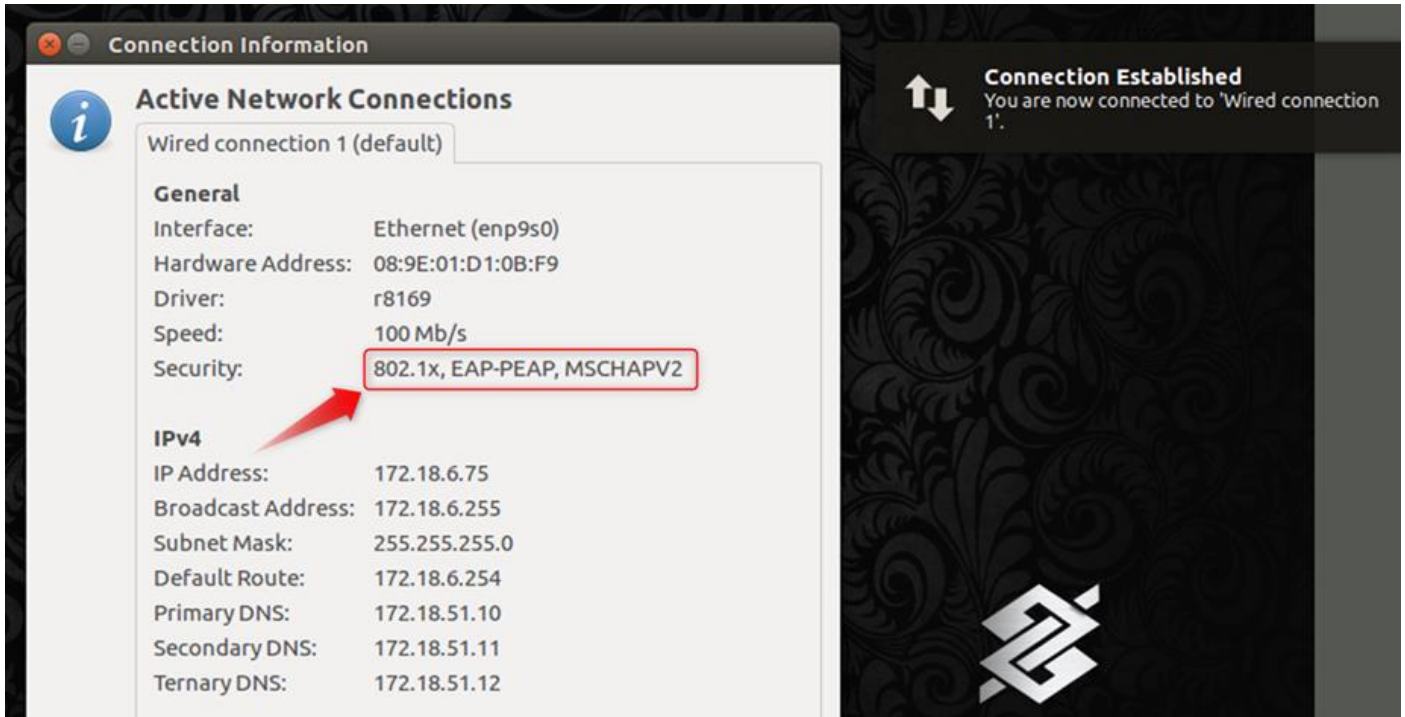 Connection Information
Active Network Connections
Wired connection 1 (default)
General
Interface: Ethernet (enp9s0)
Hardware Address: 08:9E:01:D1:0B:F9
Driver: r8169
Speed: 100 Mb/s
Security: 802.1x, EAP-PEAP, MSCHAPV2
IPv4
IP Address: 172.18.6.75
Broadcast Address: 172.18.6.255
Subnet Mask: 255.255.255.0
Default Route: 172.18.6.254
Primary DNS: 172.18.51.10
Secondary DNS: 172.18.51.11
Ternary DNS: 172.18.51.12
Connection Established
You are now connected to 'Wired connection
1'.